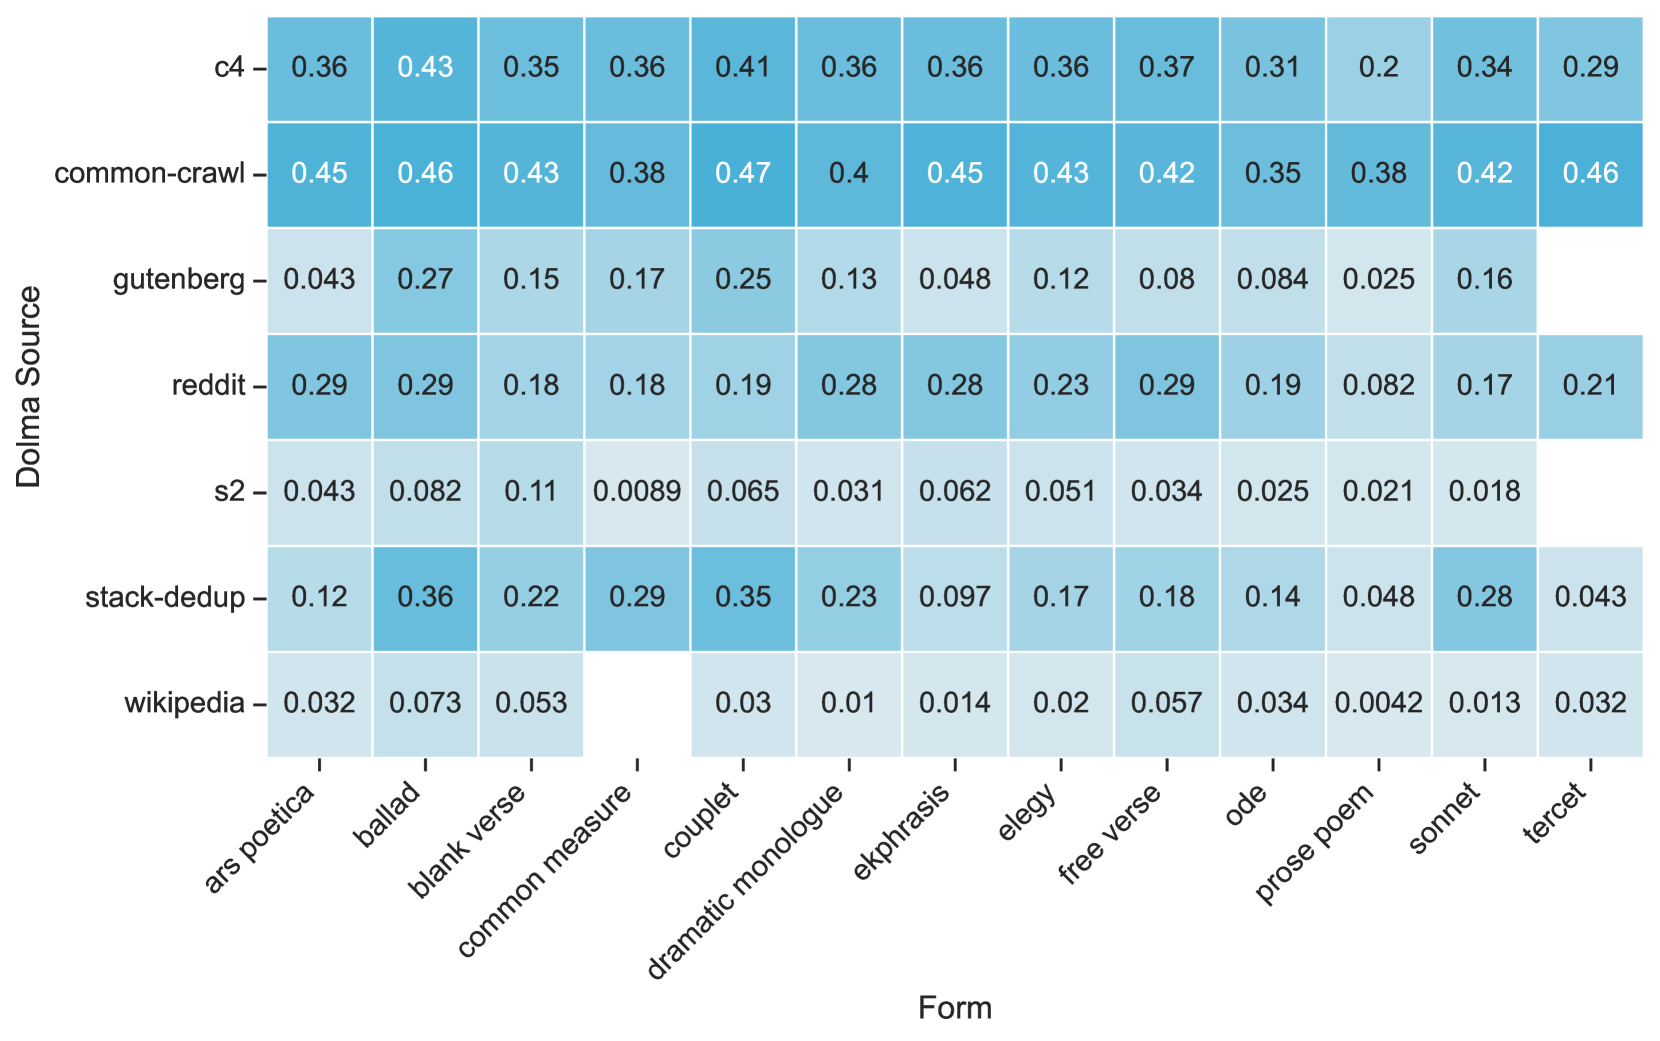 Dolma Source
c4 0.36 0.43 0.35 0.36 0.41 0.36 0.36 0.36 0.37 0.31 0.2 0.34 0.29
common-crawl 0.45 0.46 0.43 0.38 0.47 0.4 0.45 0.43 0.42 0.35 0.38 0.42 0.46
gutenberg 0.043 0.27 0.15 0.17 0.25 0.13 0.048 0.12 0.08 0.084 0.025 0.16
reddit 0.29 0.29 0.18 0.18 0.19 0.28 0.28 0.23 0.29 0.19 0.082 0.17 0.21
s2 0.043 0.082 0.11 0.0089 0.065 0.031 0.062 0.051 0.034 0.025 0.021 0.018
stack-dedup 0.12 0.36 0.22 0.29 0.35 0.23 0.097 0.17 0.18 0.14 0.048 0.28 0.043
wikipedia 0.032 0.073 0.053 0.03 0.01 0.014 0.02 0.057 0.034 0.0042 0.013 0.032
ars poetica
ballad
blank verse
common measure
couplet
dramatic monologue
ekphrasis
elegy
free verse
ode
prose poem
sonnet
tercet
Form